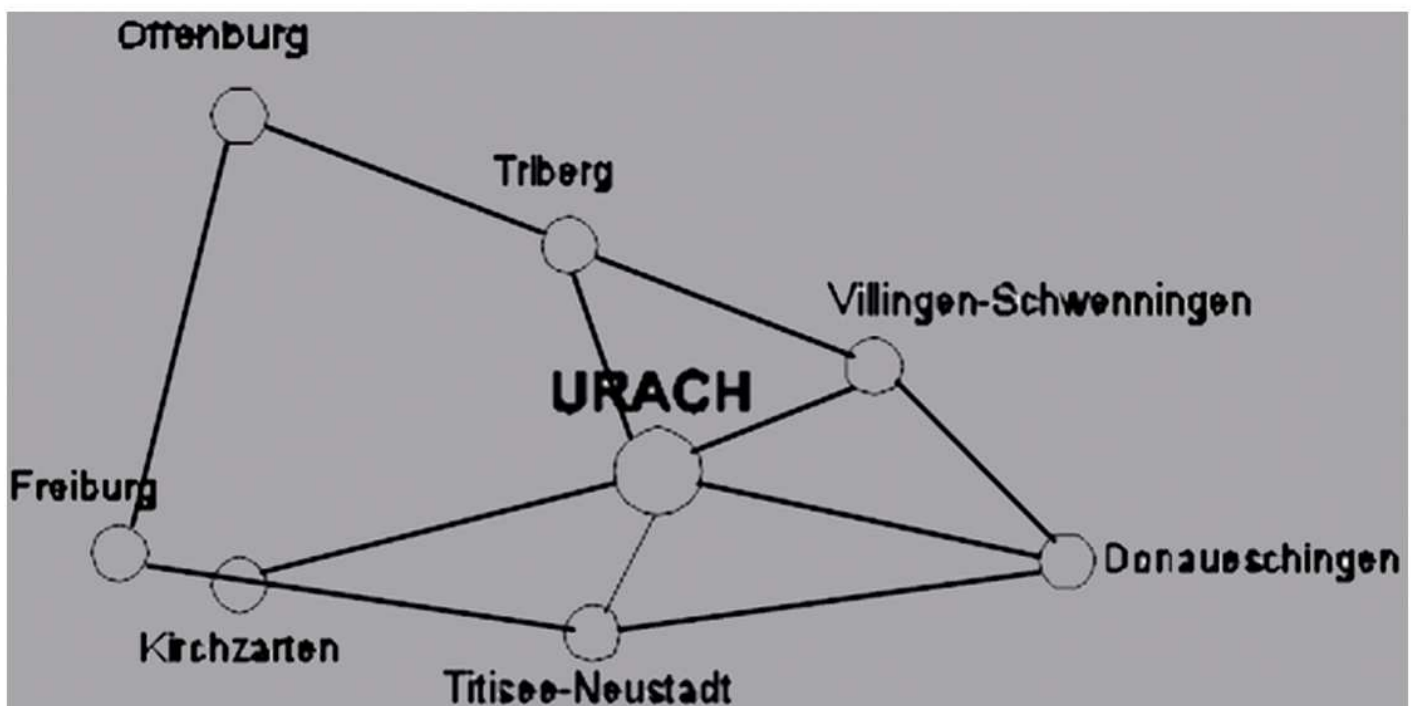 Offenburg
Triberg
Villingen-Schwenningen
URACH
Freiburg
Donaueschingen
Kirchzarten
Titisee-Neustadt